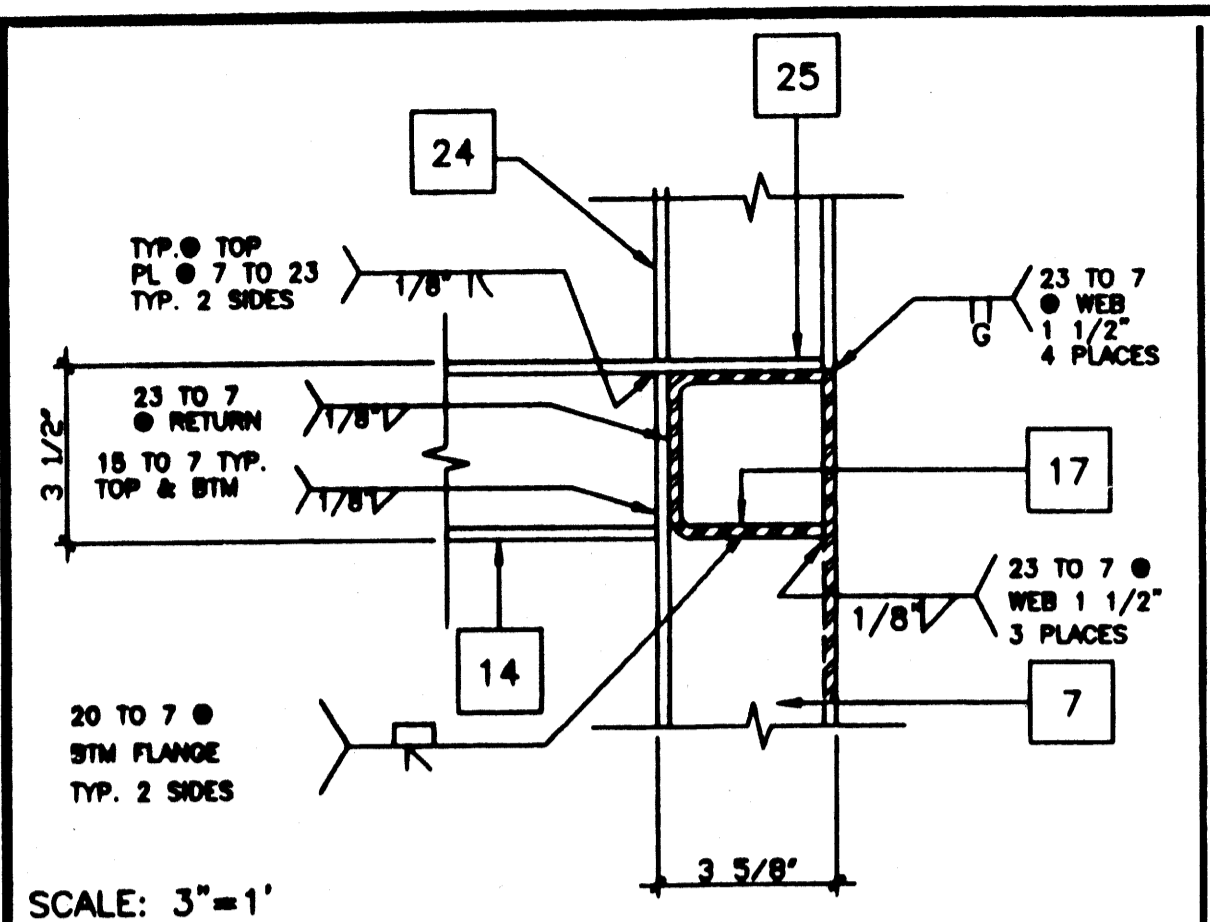 25
24
TYP.@ TOP
PL @ 7 TO 23
TYP. 2 SIDES
1/8"
23 TO 7
@ WEB
1 1/2"
4 PLACES
G
23 TO 7
@ RETURN
1/8"
3 1/2"
15 TO 7 TYP.
TOP & BTM
1/8"
17
23 TO 7 @
WEB 1 1/2"
3 PLACES
1/8"
14
7
20 TO 7 @
BTM FLANGE
TYP. 2 SIDES
3 5/8"
SCALE: 3"=1'